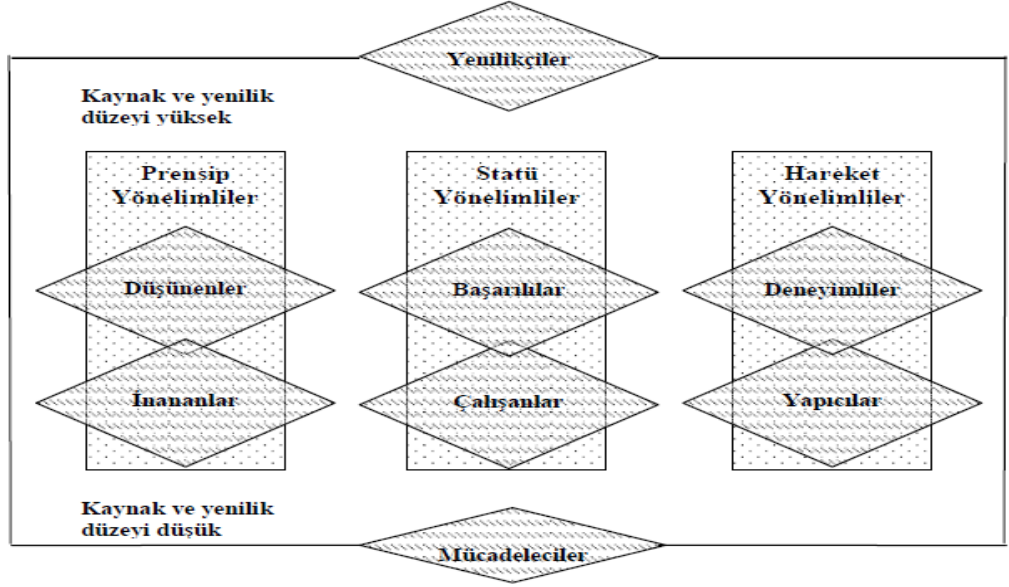 Yenilikçiler
Kaynak ve yenilik
düzeyi yüksek
Prensip
Yönelimliler
Statü
Yönelimliler
Hareket
Yönelimliler
Düşünenler
Başarılılar
Deneyimliler
İnananlar
Çalışanlar
Yapıcılar
Kaynak ve yenilik
düzeyi düşük
Mücadeleciler